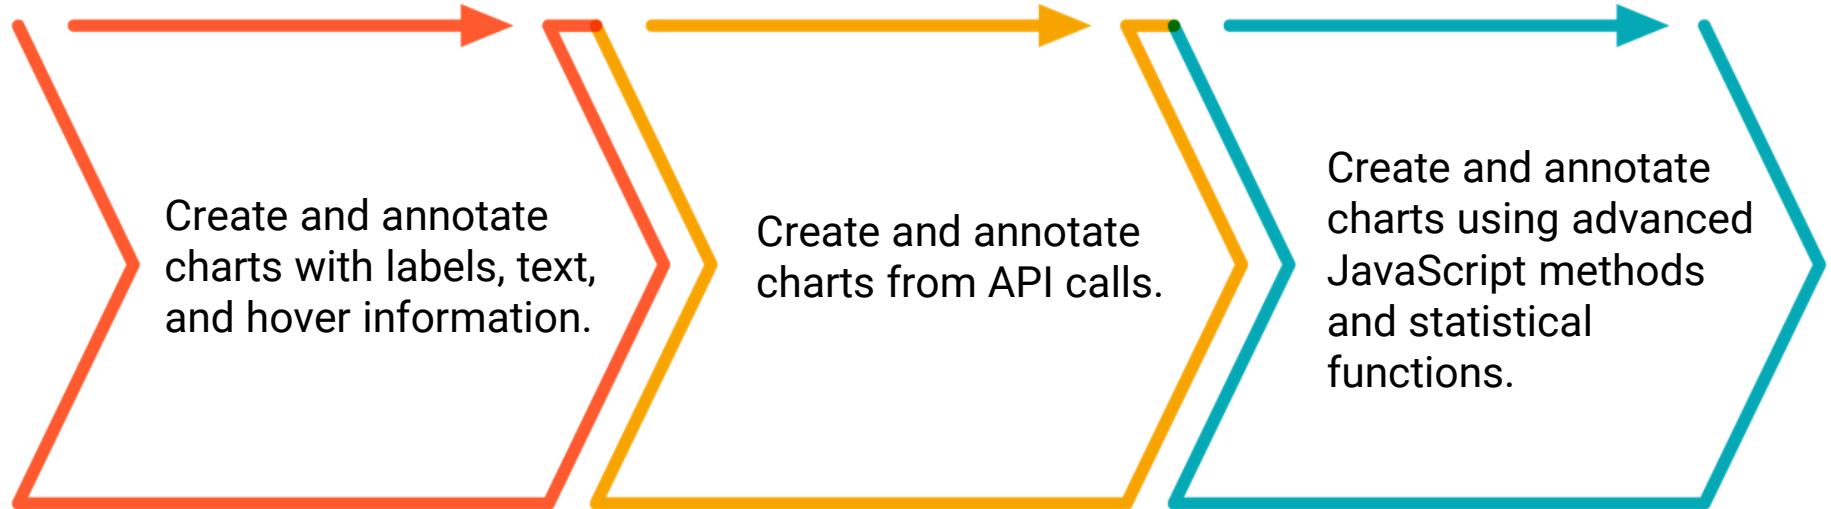 Create and annotate
charts with labels, text,
and hover information.
Create and annotate
charts from API calls.
Create and annotate
charts using advanced
JavaScript methods
and statistical
functions.